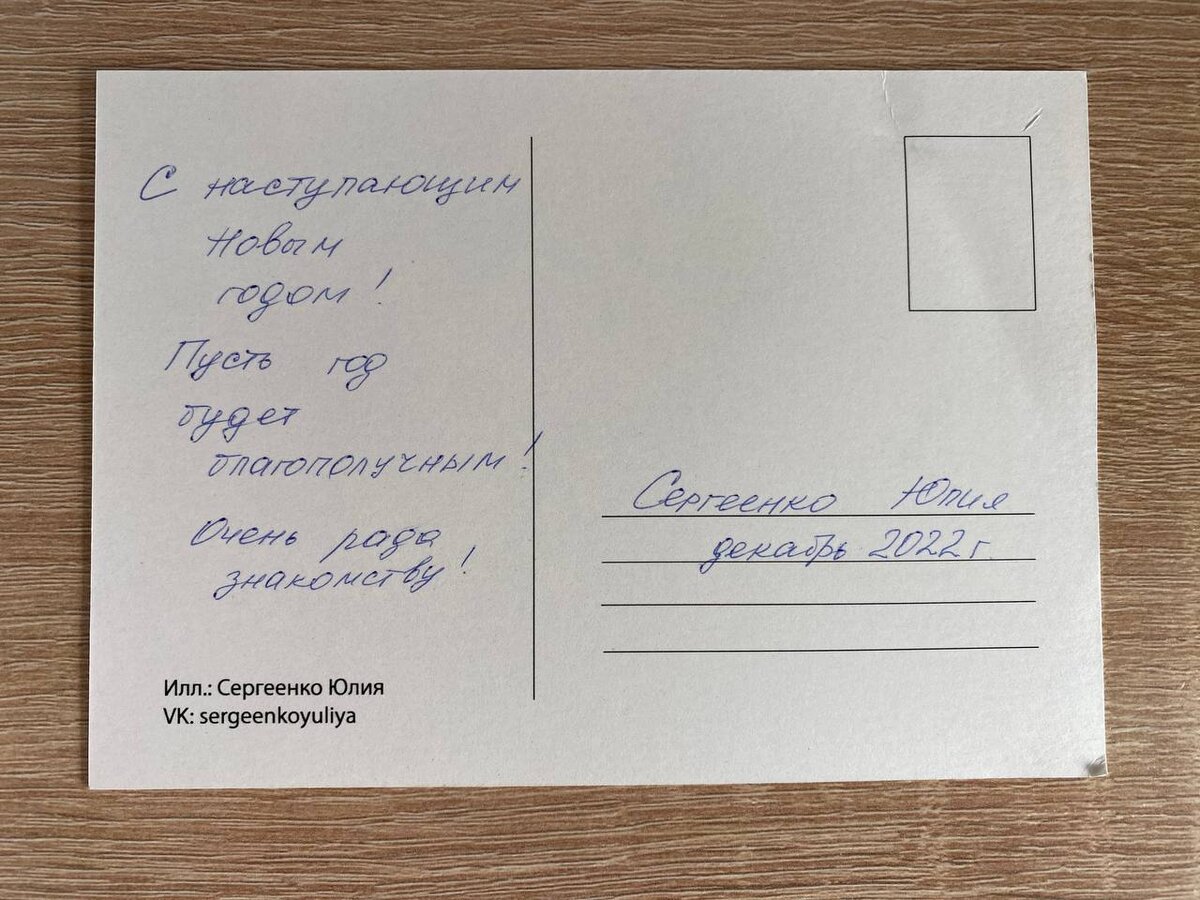 С наступающим
Новым
годом!
Пусть год
будет
благополучным!
Очень рада
знакомству!
Илл.: Сергеенко Юлия
VK: sergeenkoyuliya
Сергеенко Юлия
декабрь 2022 г.